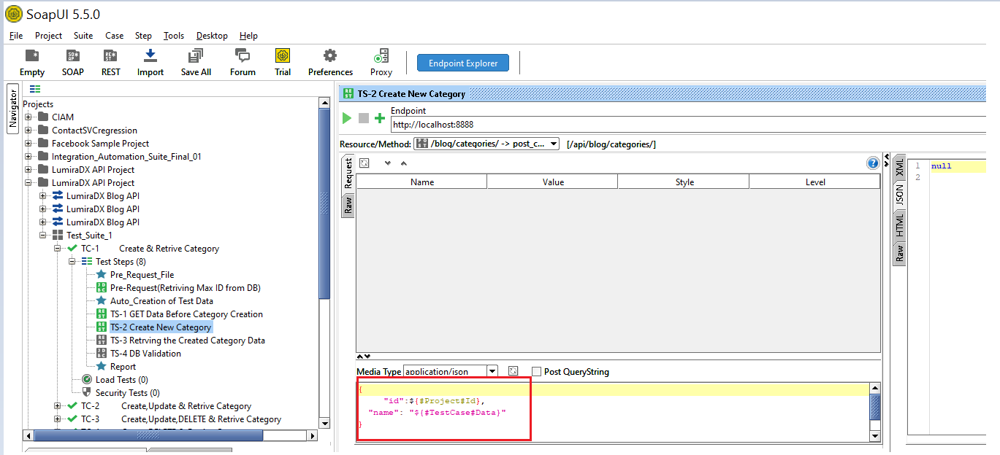 SoapUI 5.5.0
File Project Suite Case Step Tools Desktop Help
Empty SOAP REST Import Save All Forum Trial Preferences Proxy Endpoint Explorer
Navigator
Projects
CIAM
ContactSVCregression
Facebook Sample Project
Integration_Automation_Suite_Final_01
LumiraDX API Project
LumiraDX API Project
LumiraDX Blog API
LumiraDX Blog API
LumiraDX Blog API
Test_Suite_1
TC-1 Create & Retrive Category
Test Steps (8)
Pre_Request_File
Pre-Request(Retriving Max ID from DB)
Auto_Creation of Test Data
TS-1 GET Data Before Category Creation
TS-2 Create New Category
TS-3 Retrving the Created Category Data
TS-4 DB Validation
Report
Load Tests (0)
Security Tests (0)
TC-2 Create,Update & Retrive Category
TC-3 Create,Update,DELETE & Retrive Category
TS-2 Create New Category
Endpoint
http://localhost:8888
Resource/Method: /blog/categories/ -> post_c... [/api/blog/categories/]
Request
Raw
Name Value Style Level
Media Type application/json Post QueryString
{
"id":${#Project#Id},
"name": "${#TestCase#Data}"
}
XML
JSON
HTML
Raw
1 null
2